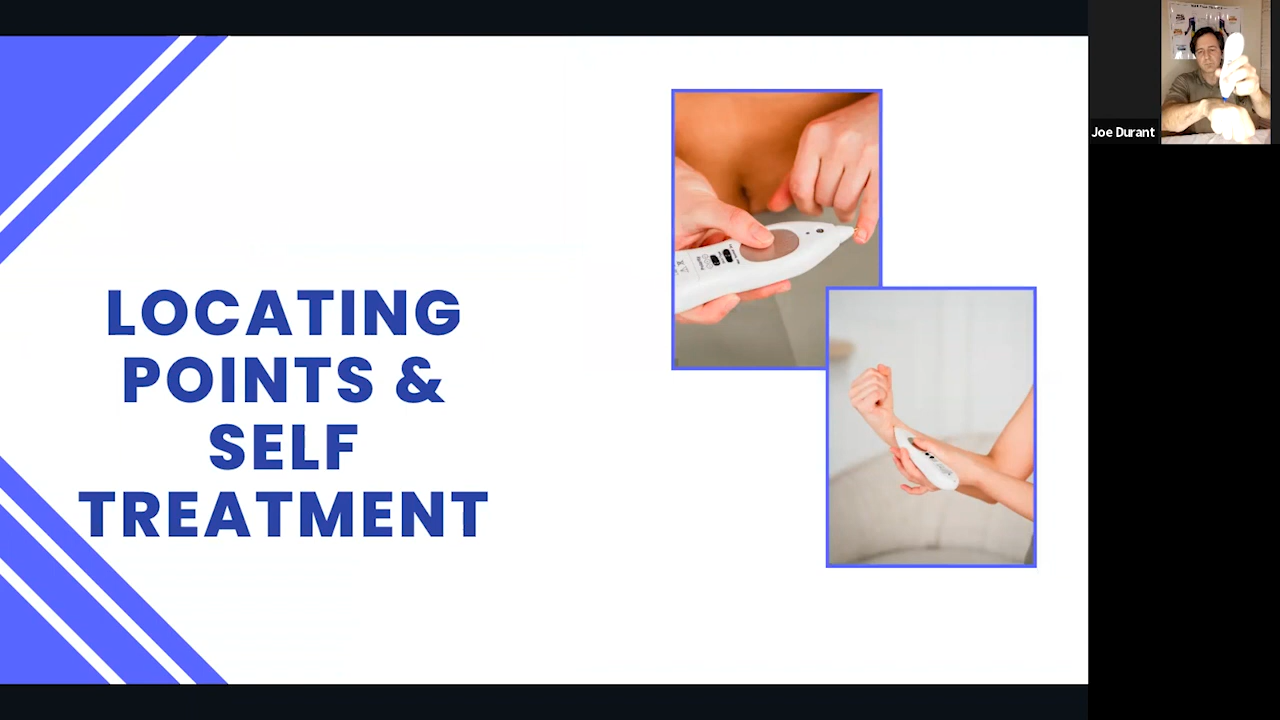 LOCATING
POINTS &
SELF
TREATMENT
Joe Durant